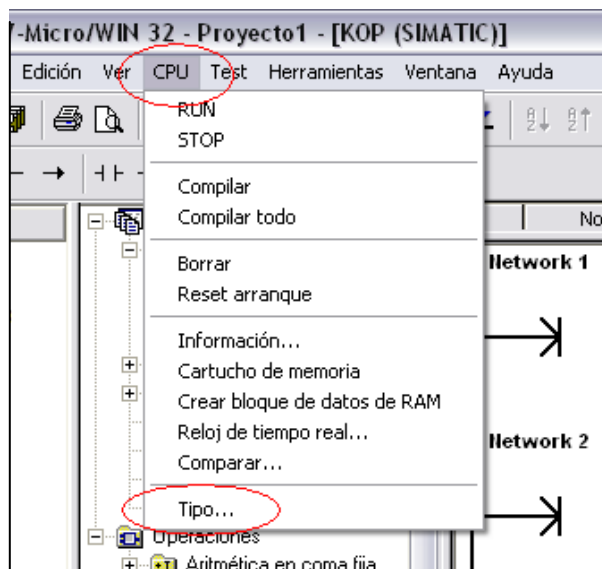 7-Micro/WIN 32 - Proyecto1 - [KOP (SIMATIC)]
Edición Ver CPU Test Herramientas Ventana Ayuda
RUN
STOP
Compilar
Compilar todo
No
Borrar
Network 1
Reset arranque
Información...
Cartucho de memoria
Crear bloque de datos de RAM
Reloj de tiempo real...
Network 2
Comparar...
Tipo...
Operaciones
Aritmética en coma fija